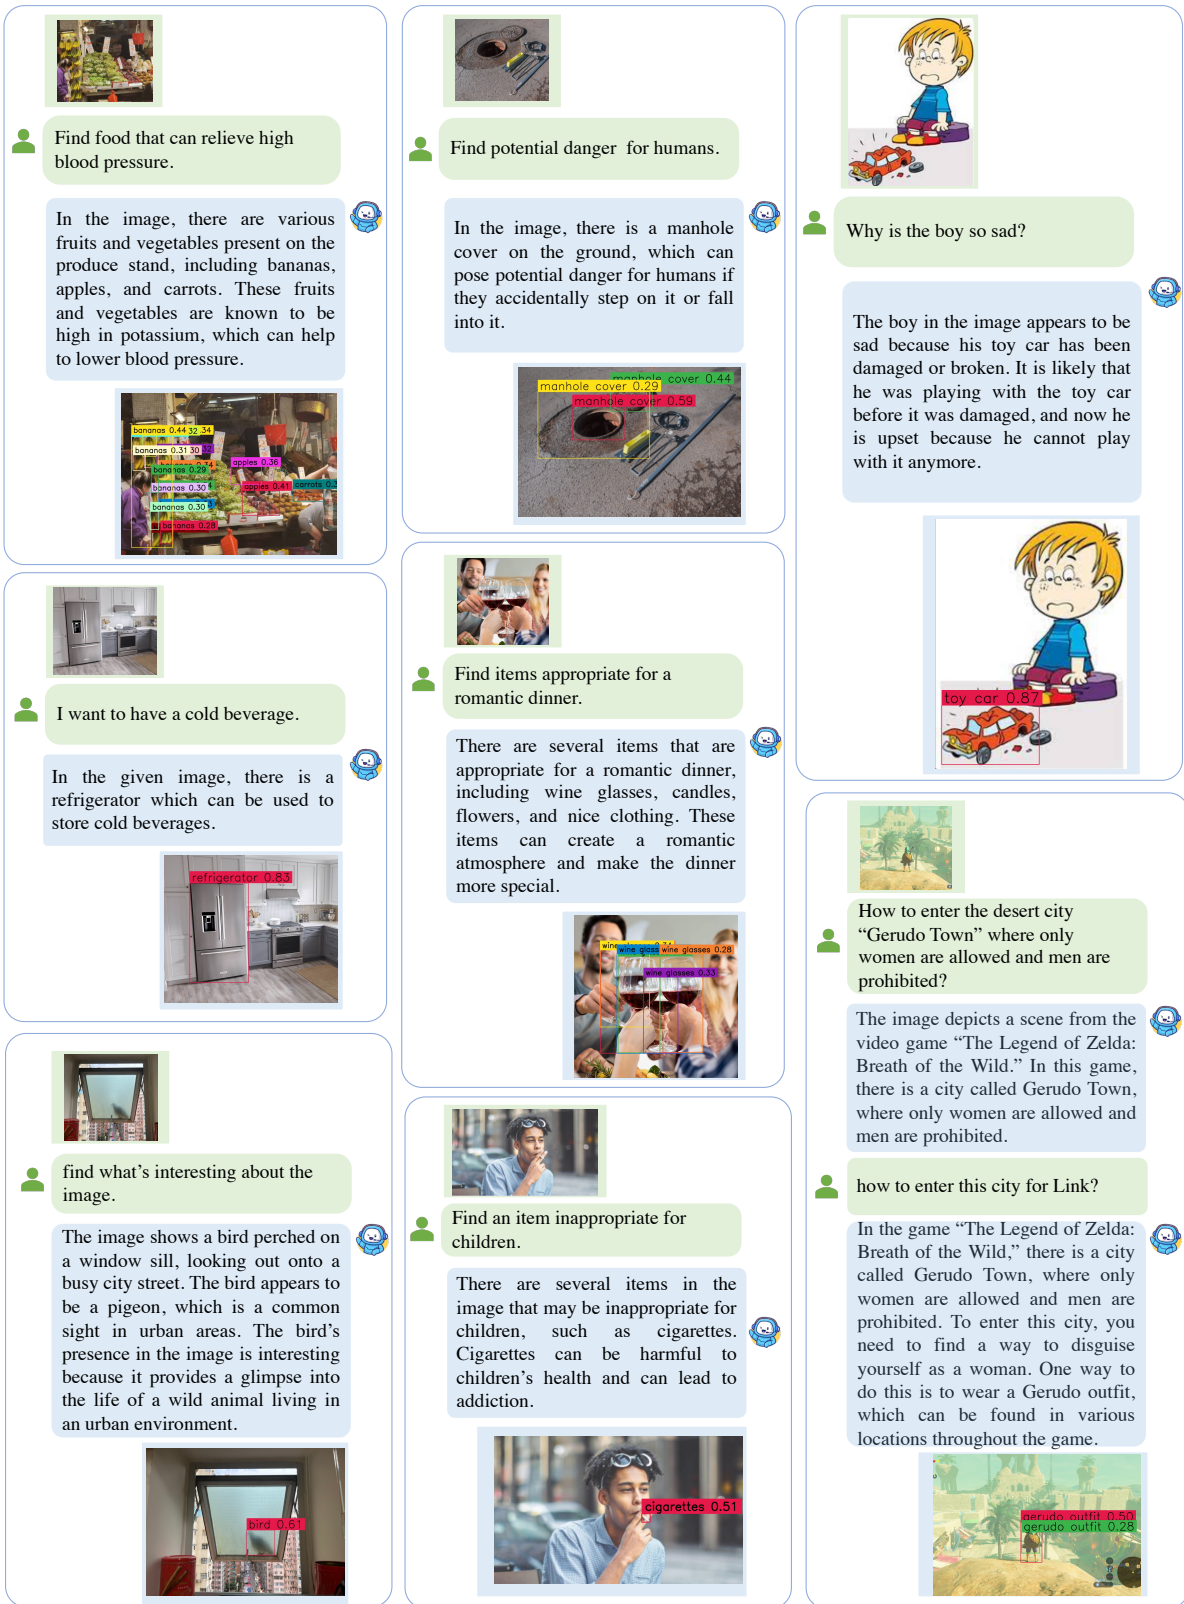 Find food that can relieve high
blood pressure.
In the image, there are various
fruits and vegetables present on the
produce stand, including bananas,
apples, and carrots. These fruits
and vegetables are known to be
high in potassium, which can help
to lower blood pressure.
bananas 0.44 32 .34
bananas 0.31 30 32
bananas 0.29
apples 0.36
bananas 0.30
apples 0.41
carrots 0.3
bananas 0.30
bananas 0.28
I want to have a cold beverage.
In the given image, there is a
refrigerator which can be used to
store cold beverages.
refrigerator 0.83
find what's interesting about the
image.
The image shows a bird perched on
a window sill, looking out onto a
busy city street. The bird appears to
be a pigeon, which is a common
sight in urban areas. The bird's
presence in the image is interesting
because it provides a glimpse into
the life of a wild animal living in
an urban environment.
bird 0.61
Find potential danger for humans.
In the image, there is a manhole
cover on the ground, which can
pose potential danger for humans if
they accidentally step on it or fall
into it.
manhole cover 0.44
manhole cover 0.29
manhole cover 0.59
Find items appropriate for a
romantic dinner.
There are several items that are
appropriate for a romantic dinner,
including wine glasses, candles,
flowers, and nice clothing. These
items can create a romantic
atmosphere and make the dinner
more special.
wine glass
wine glasses 0.28
wine glasses 0.33
Find an item inappropriate for
children.
There are several items in the
image that may be inappropriate for
children, such as cigarettes.
Cigarettes can be harmful to
children's health and can lead to
addiction.
cigarettes 0.51
Why is the boy so sad?
The boy in the image appears to be
sad because his toy car has been
damaged or broken. It is likely that
he was playing with the toy car
before it was damaged, and now he
is upset because he cannot play
with it anymore.
toy car 0.87
How to enter the desert city
“Gerudo Town” where only
women are allowed and men are
prohibited?
The image depicts a scene from the
video game “The Legend of Zelda:
Breath of the Wild.” In this game,
there is a city called Gerudo Town,
where only women are allowed and
men are prohibited.
how to enter this city for Link?
In the game “The Legend of Zelda:
Breath of the Wild,” there is a city
called Gerudo Town, where only
women are allowed and men are
prohibited. To enter this city, you
need to find a way to disguise
yourself as a woman. One way to
do this is to wear a Gerudo outfit,
which can be found in various
locations throughout the game.
gerudo outfit 0.50
gerudo outfit 0.28